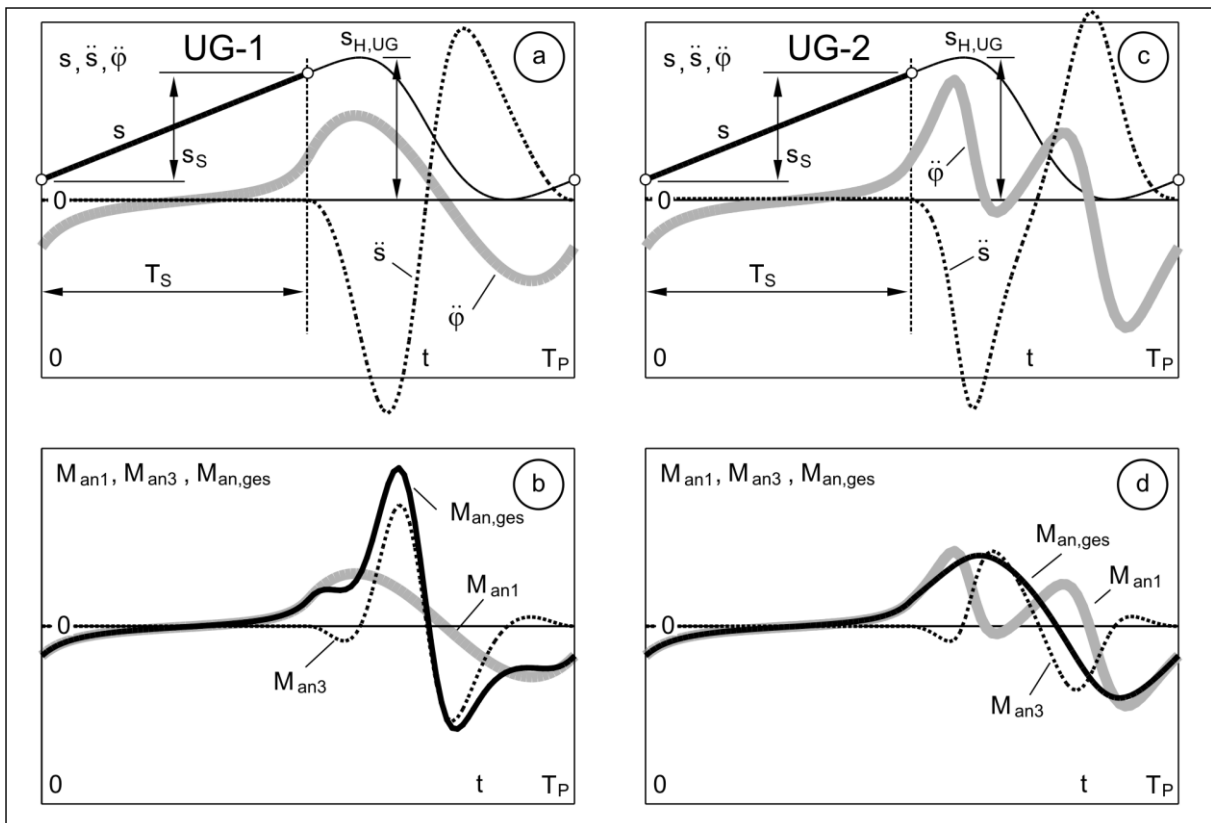 s, s̈, φ̈
UG-1
s_H,UG
a
s
s_S
0
s̈
T_S
φ̈
0
t
T_P
s, s̈, φ̈
UG-2
s_H,UG
c
s
s_S
φ̈
0
s̈
T_S
0
t
T_P
M_an1, M_an3, M_an,ges
b
M_an,ges
M_an1
0
M_an3
0
t
T_P
M_an1, M_an3, M_an,ges
d
M_an,ges
M_an1
0
M_an3
0
t
T_P